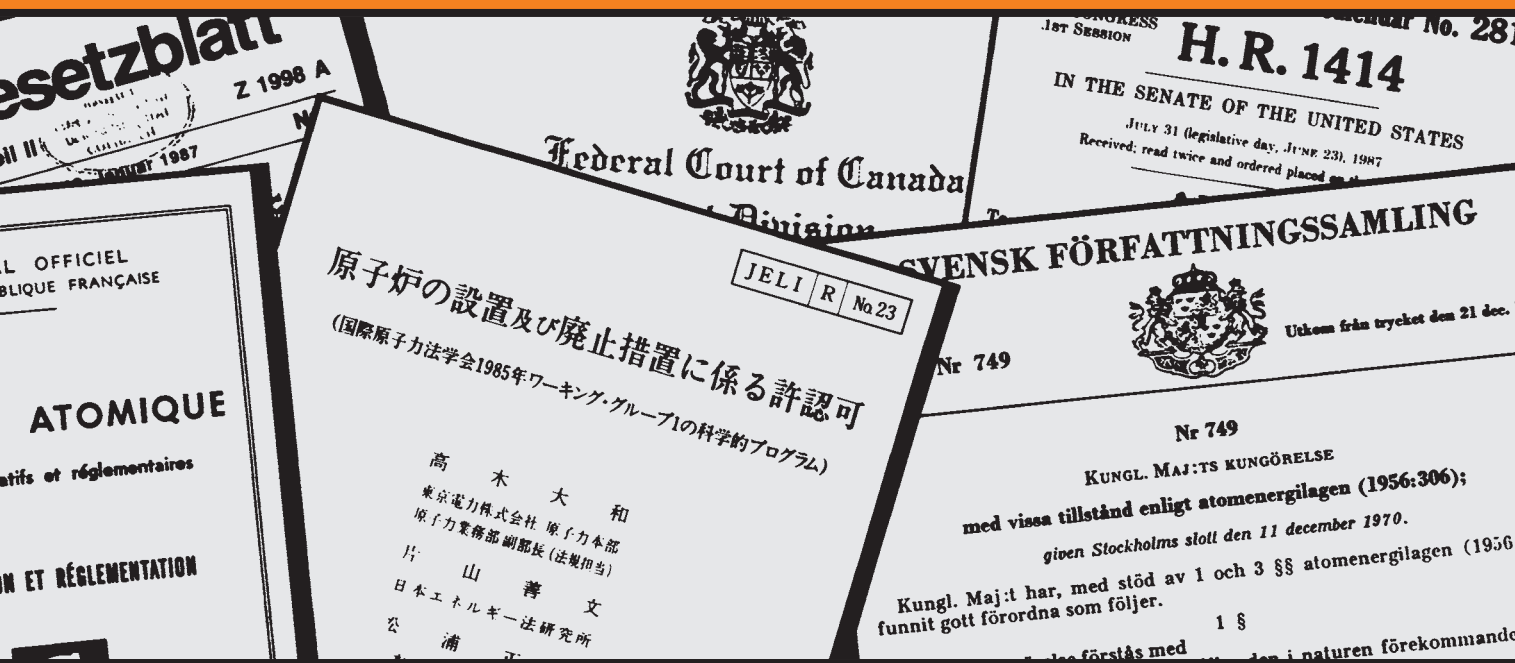 esetzblatt
Z 1998 A
1987
Federal Court of Canada
Division
CONGRESS
1ST SESSION
No. 281
H. R. 1414
IN THE SENATE OF THE UNITED STATES
JULY 31 (legislative day, JUNE 23), 1987
Received; read twice and ordered placed on
L OFFICIEL
BLIQUE FRANÇAISE
ATOMIQUE
atifs et réglementaires
ON ET RÉGLEMENTATION
JELI R No.23
原子炉の設置及び廃止措置に係る許認可
(国際原子力法学会1985年ワーキング・グループ1の科学的プログラム)
高木大和
東京電力株式会社 原子力本部
原子力業務部副部長(法規担当)
片山善文
日本エネルギー法研究所
松浦
SVENSK FÖRFATTNINGSSAMLING
Nr 749
Utkom från trycket den 21 dec.
Nr 749
KUNGL. MAJ:TS KUNGÖRELSE
med vissa tillstånd enligt atomenergilagen (1956:306);
given Stockholms slott den 11 december 1970.
Kungl. Maj:t har, med stöd av 1 och 3 §§ atomenergilagen (1956
funnit gott förordna som följer.
1 §
förstås med
i naturen förekommande